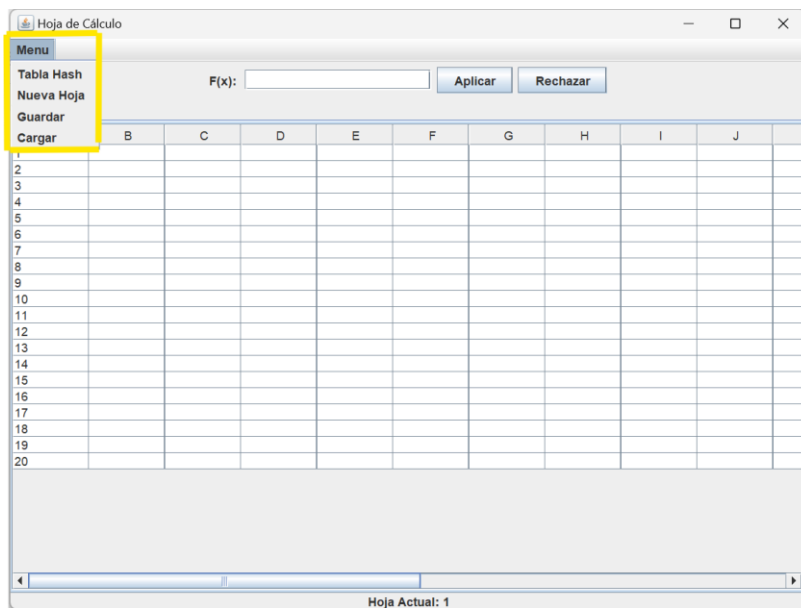 Hoja de Cálculo
Menu
Tabla Hash
Nueva Hoja
Guardar
Cargar
F(x):
Aplicar Rechazar
B C D E F G H I J
1
2
3
4
5
6
7
8
9
10
11
12
13
14
15
16
17
18
19
20
Hoja Actual: 1